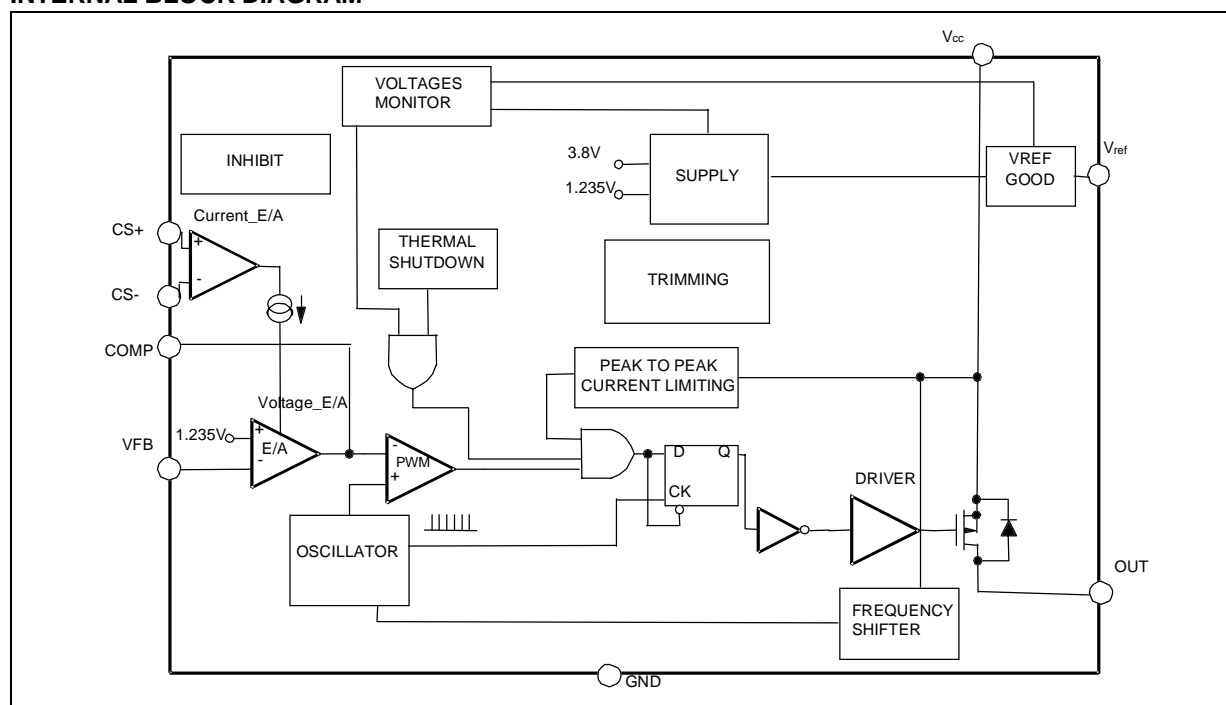 INTERNAL BLOCK DIAGRAM
Vcc
VOLTAGES
MONITOR
INHIBIT
3.8V
1.235V
SUPPLY
VREF
GOOD
Vref
CS+
Current_E/A
+
-
CS-
THERMAL
SHUTDOWN
TRIMMING
COMP
PEAK TO PEAK
CURRENT LIMITING
Voltage_E/A
VFB
1.235V
+
E/A
-
-
PWM
+
D
Q
CK
DRIVER
OSCILLATOR
OUT
FREQUENCY
SHIFTER
GND